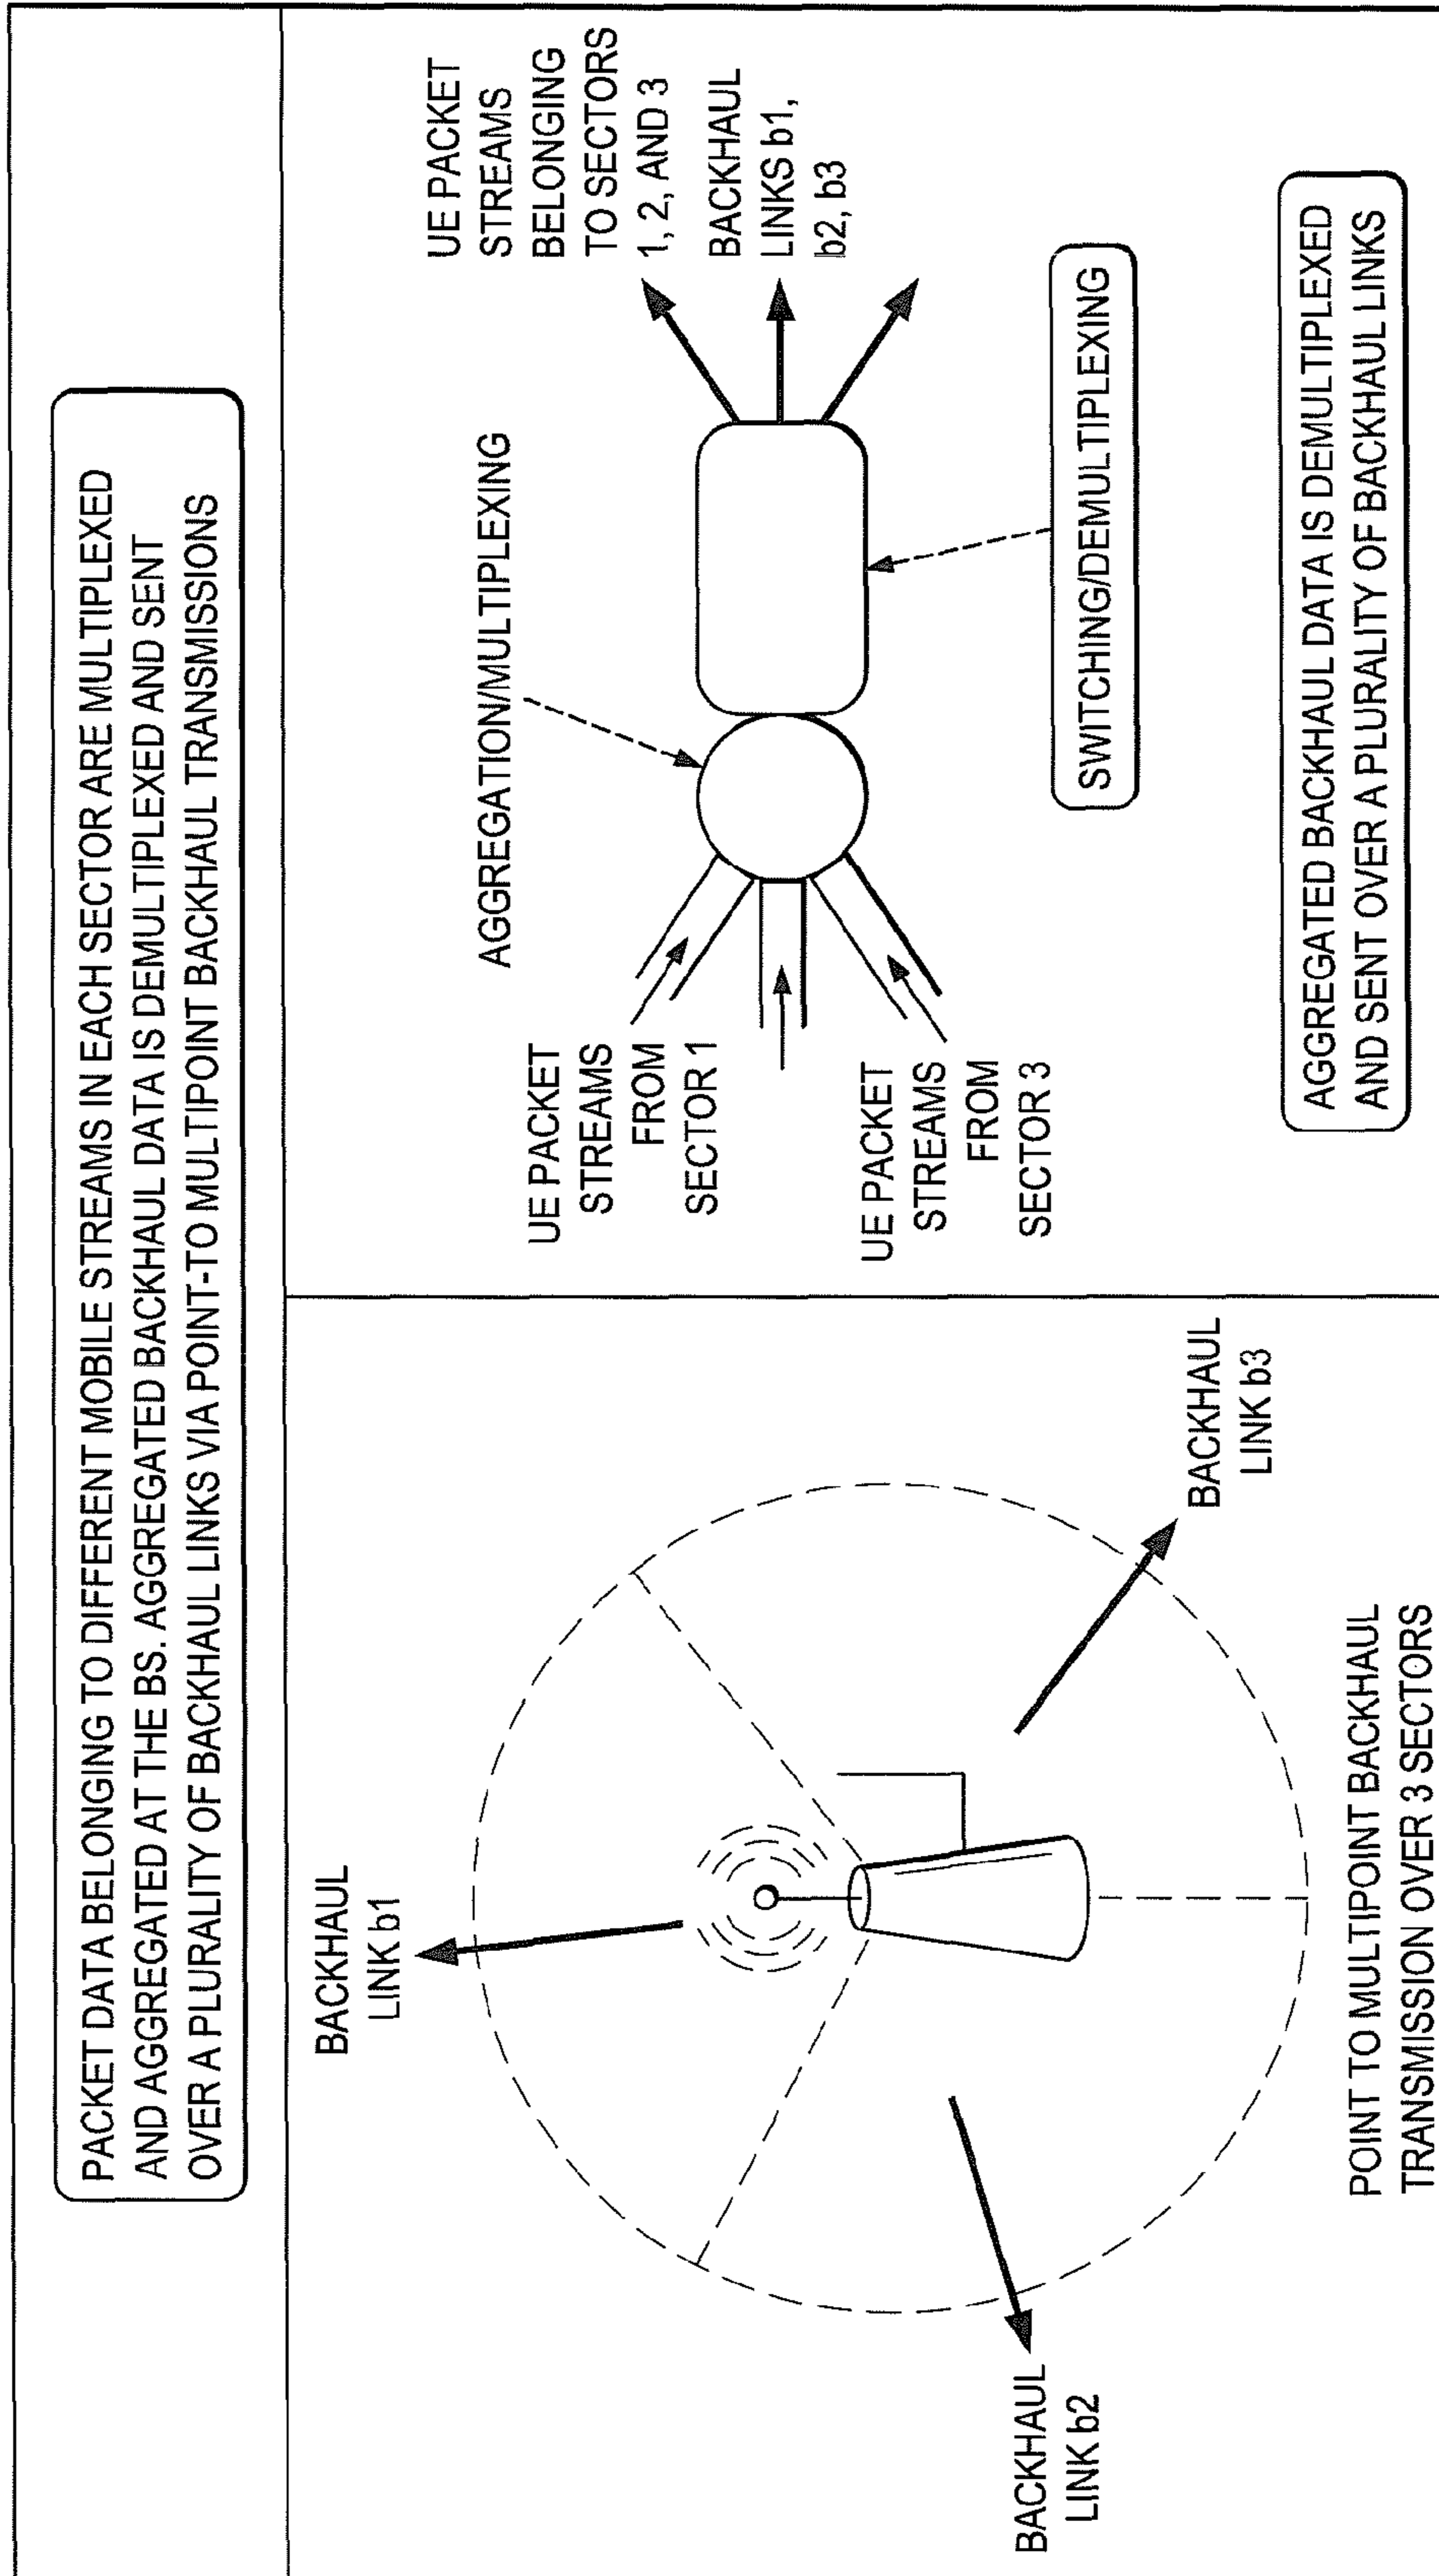 PACKET DATA BELONGING TO DIFFERENT MOBILE STREAMS IN EACH SECTOR ARE MULTIPLEXED
AND AGGREGATED AT THE BS. AGGREGATED BACKHAUL DATA IS DEMULTIPLEXED AND SENT
OVER A PLURALITY OF BACKHAUL LINKS VIA POINT-TO MULTIPOINT BACKHAUL TRANSMISSIONS
BACKHAUL
LINK b1
BACKHAUL
LINK b2
BACKHAUL
LINK b3
POINT TO MULTIPOINT BACKHAUL
TRANSMISSION OVER 3 SECTORS
AGGREGATION/MULTIPLEXING
UE PACKET
STREAMS
FROM
SECTOR 1
UE PACKET
STREAMS
FROM
SECTOR 3
UE PACKET
STREAMS
BELONGING
TO SECTORS
1, 2, AND 3
BACKHAUL
LINKS b1,
b2, b3
SWITCHING/DEMULTIPLEXING
AGGREGATED BACKHAUL DATA IS DEMULTIPLEXED
AND SENT OVER A PLURALITY OF BACKHAUL LINKS